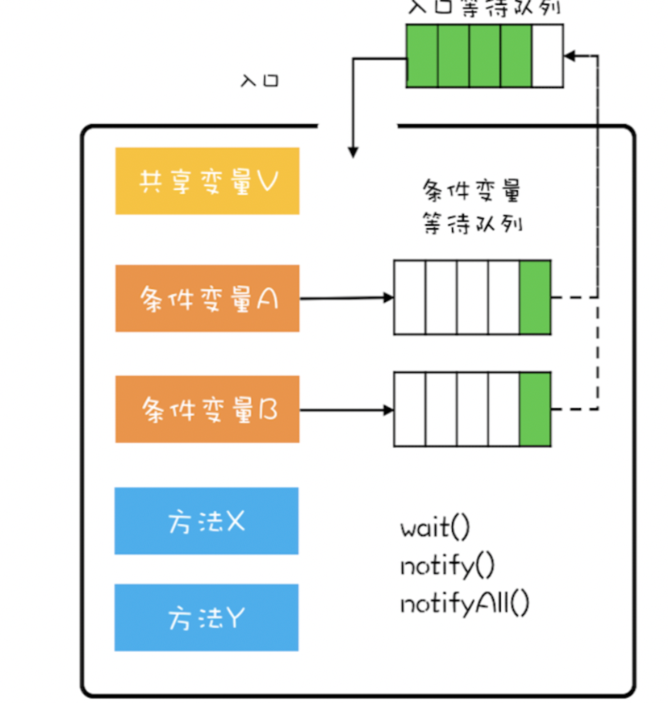 入口等待队列
入口
共享变量V
条件变量
等待队列
条件变量A
条件变量B
方法X
wait()
notify()
notifyAll()
方法Y